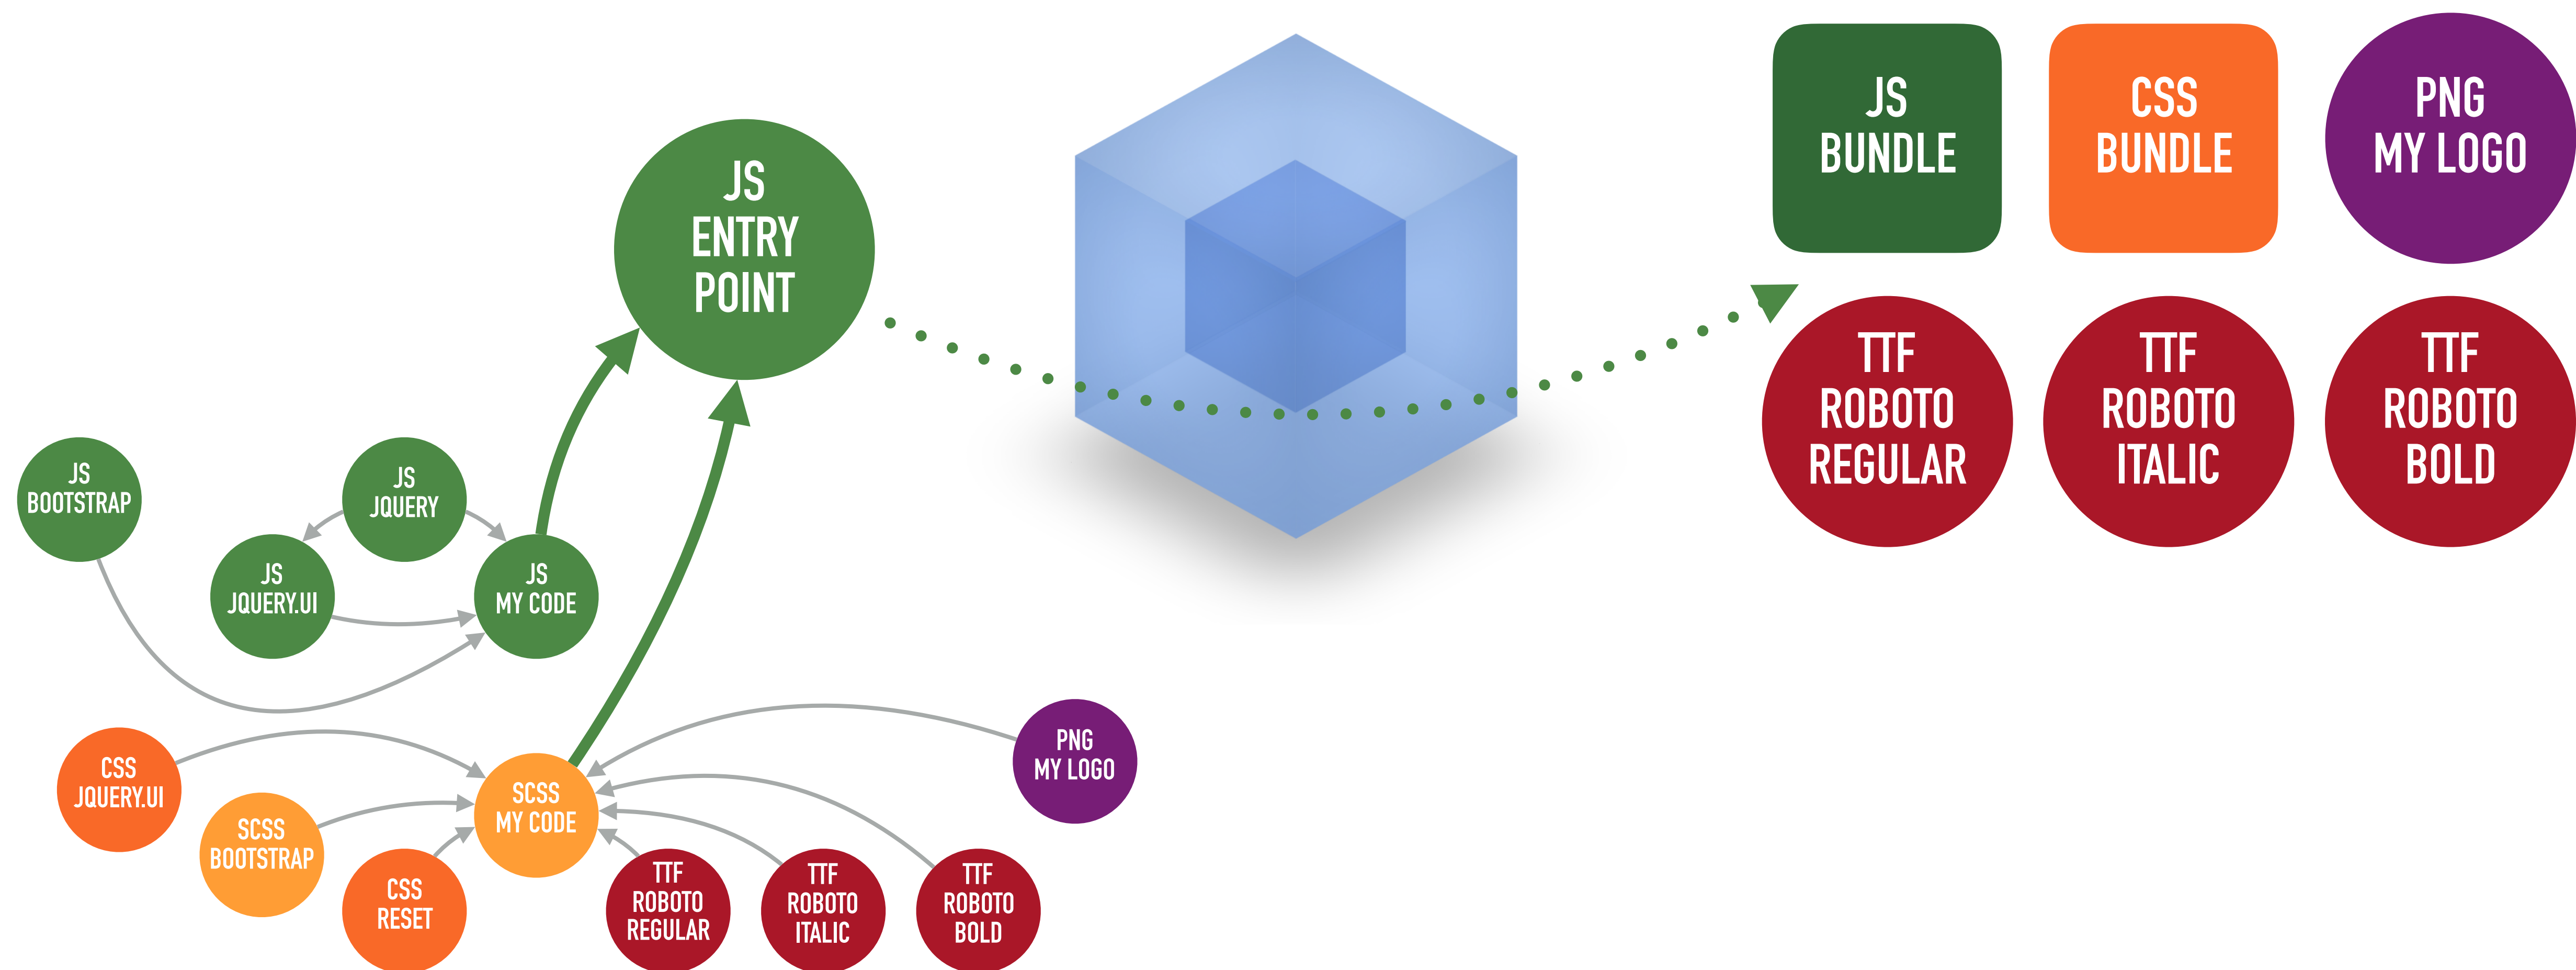 JS
ENTRY
POINT
JS
BOOTSTRAP
JS
JQUERY
JS
JQUERY.UI
JS
MY CODE
CSS
JQUERY.UI
SCSS
BOOTSTRAP
CSS
RESET
SCSS
MY CODE
TTF
ROBOTO
REGULAR
TTF
ROBOTO
ITALIC
TTF
ROBOTO
BOLD
PNG
MY LOGO
JS
BUNDLE
CSS
BUNDLE
PNG
MY LOGO
TTF
ROBOTO
REGULAR
TTF
ROBOTO
ITALIC
TTF
ROBOTO
BOLD